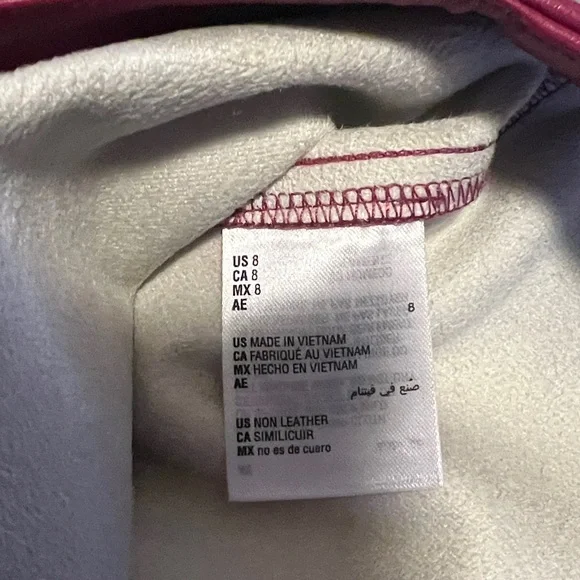 US 8
CA 8
MX 8
AE 8
US MADE IN VIETNAM
CA FABRIQUÉ AU VIETNAM
MX HECHO EN VIETNAM
AE صُنع في فيتنام
US NON LEATHER
CA SIMILICUIR
MX no es de cuero